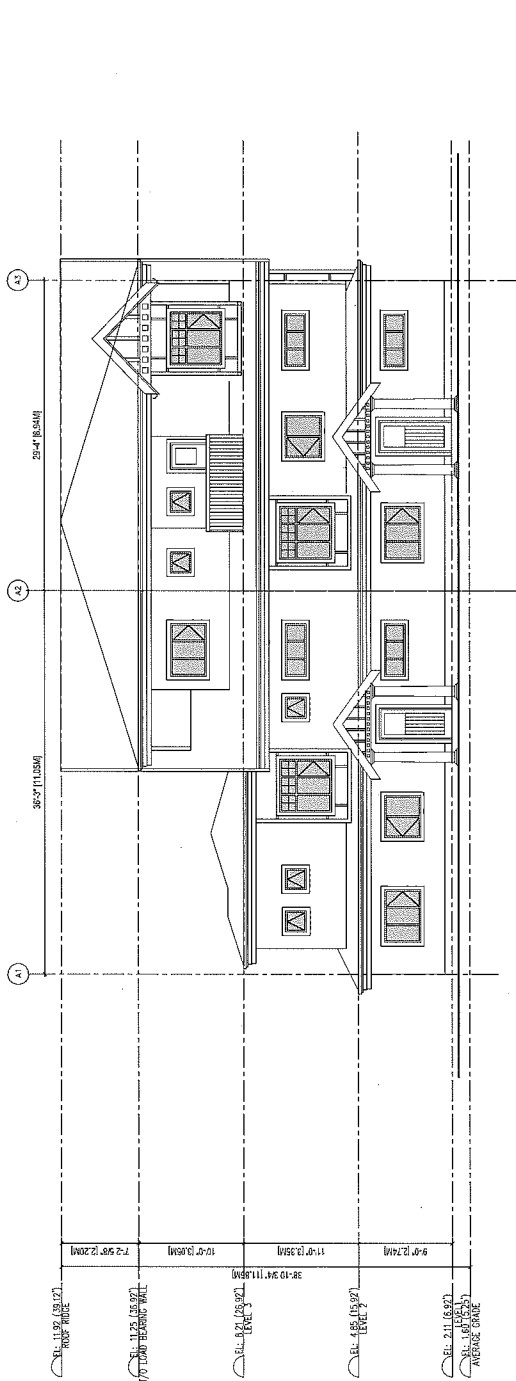 A1
A2
A3
36'-3" [11.05M]
29'-4" [8.94M]
7'-2 5/8" [2.20M]
10'-0" [3.05M]
11'-0" [3.35M]
9'-0" [2.74M]
38'-10 3/4" [11.86M]
EL: 11.92 (39.12')
ROOF RIDGE
EL: 11.25 (36.92')
T/O LOAD BEARING WALL
EL: 8.21 (26.92')
LEVEL 3
EL: 4.85 (15.92')
LEVEL 2
EL: 2.11 (6.92')
LEVEL1
EL: 1.60 (5.25')
AVERAGE GRADE